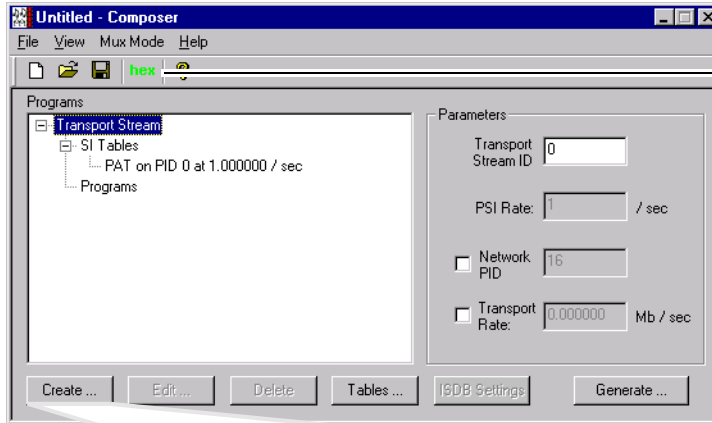 Untitled - Composer
File View Mux Mode Help
hex
Programs
Transport Stream
SI Tables
PAT on PID 0 at 1.000000 / sec
Programs
Parameters
Transport
Stream ID
0
PSI Rate: 1 / sec
Network
PID
16
Transport
Rate:
0.000000 Mb / sec
Create ... Edit ... Delete Tables ... ISDB Settings Generate ...